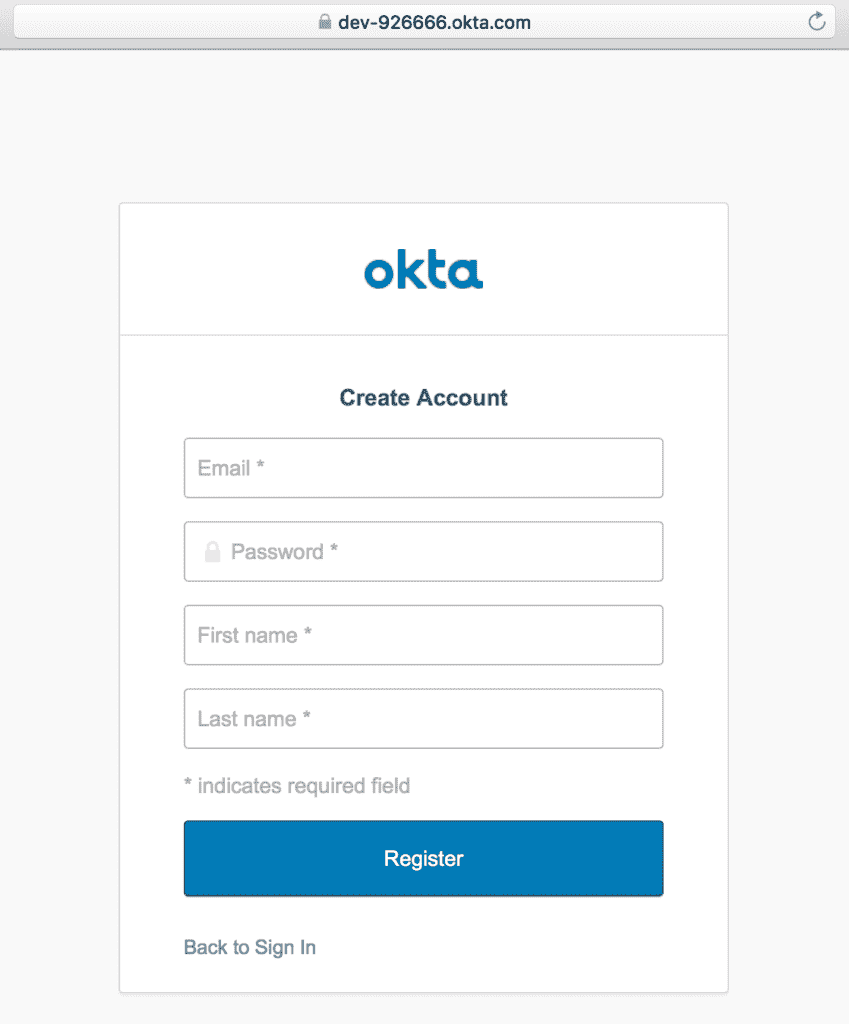 dev-926666.okta.com
okta
Create Account
Email *
Password *
First name *
Last name *
* indicates required field
Register
Back to Sign In